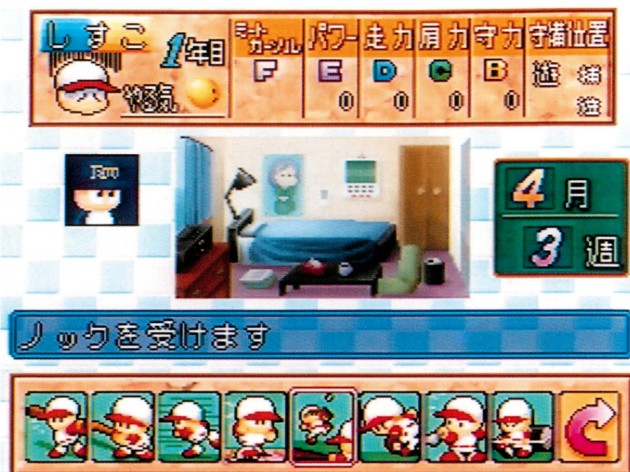 しすこ 1年目 ミートカーソル パワー 走力 肩力 守力 守備位置
F E D C B 遊 捕
やる気 0 0 0 0 投
4月
3週
ノックを受けます